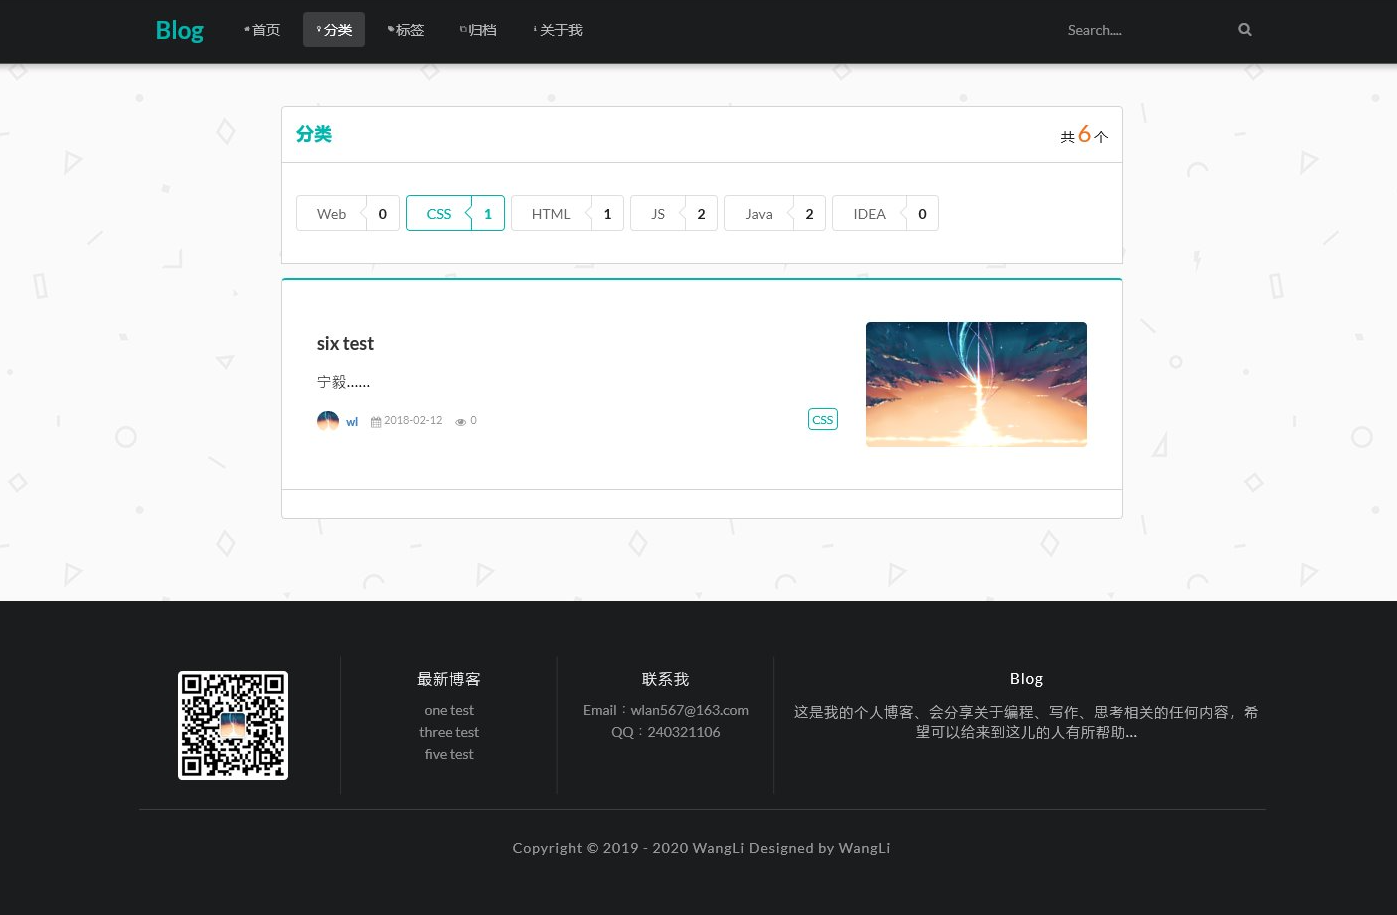 Blog 首页 分类 标签 归档 关于我 Search....
分类 共 6 个
Web 0 CSS 1 HTML 1 JS 2 Java 2 IDEA 0
six test
宁毅......
wl 2018-02-12 0 CSS
最新博客
one test
three test
five test
联系我
Email：wlan567@163.com
QQ：240321106
Blog
这是我的个人博客、会分享关于编程、写作、思考相关的任何内容，希
望可以给来到这儿的人有所帮助...
Copyright © 2019 - 2020 WangLi Designed by WangLi